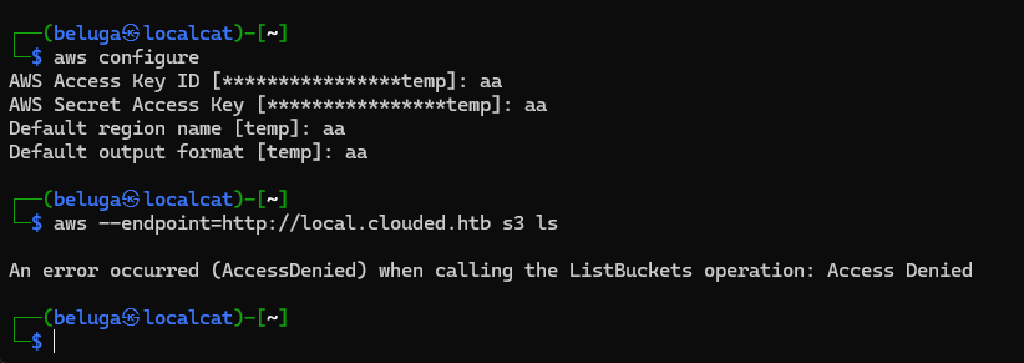 ┌──(beluga㉿localcat)-[~]
└─$ aws configure
AWS Access Key ID [****************temp]: aa
AWS Secret Access Key [****************temp]: aa
Default region name [temp]: aa
Default output format [temp]: aa
┌──(beluga㉿localcat)-[~]
└─$ aws --endpoint=http://local.clouded.htb s3 ls
An error occurred (AccessDenied) when calling the ListBuckets operation: Access Denied
┌──(beluga㉿localcat)-[~]
└─$